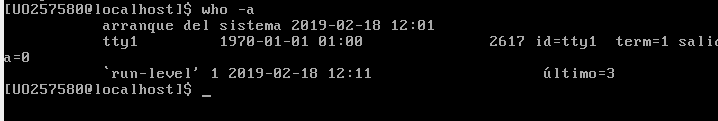 [UO257580@localhost]$ who -a
arranque del sistema 2019-02-18 12:01
tty1 1970-01-01 01:00 2617 id=tty1 term=1 salid
a=0
`run-level' 1 2019-02-18 12:11 último=3
[UO257580@localhost]$ _